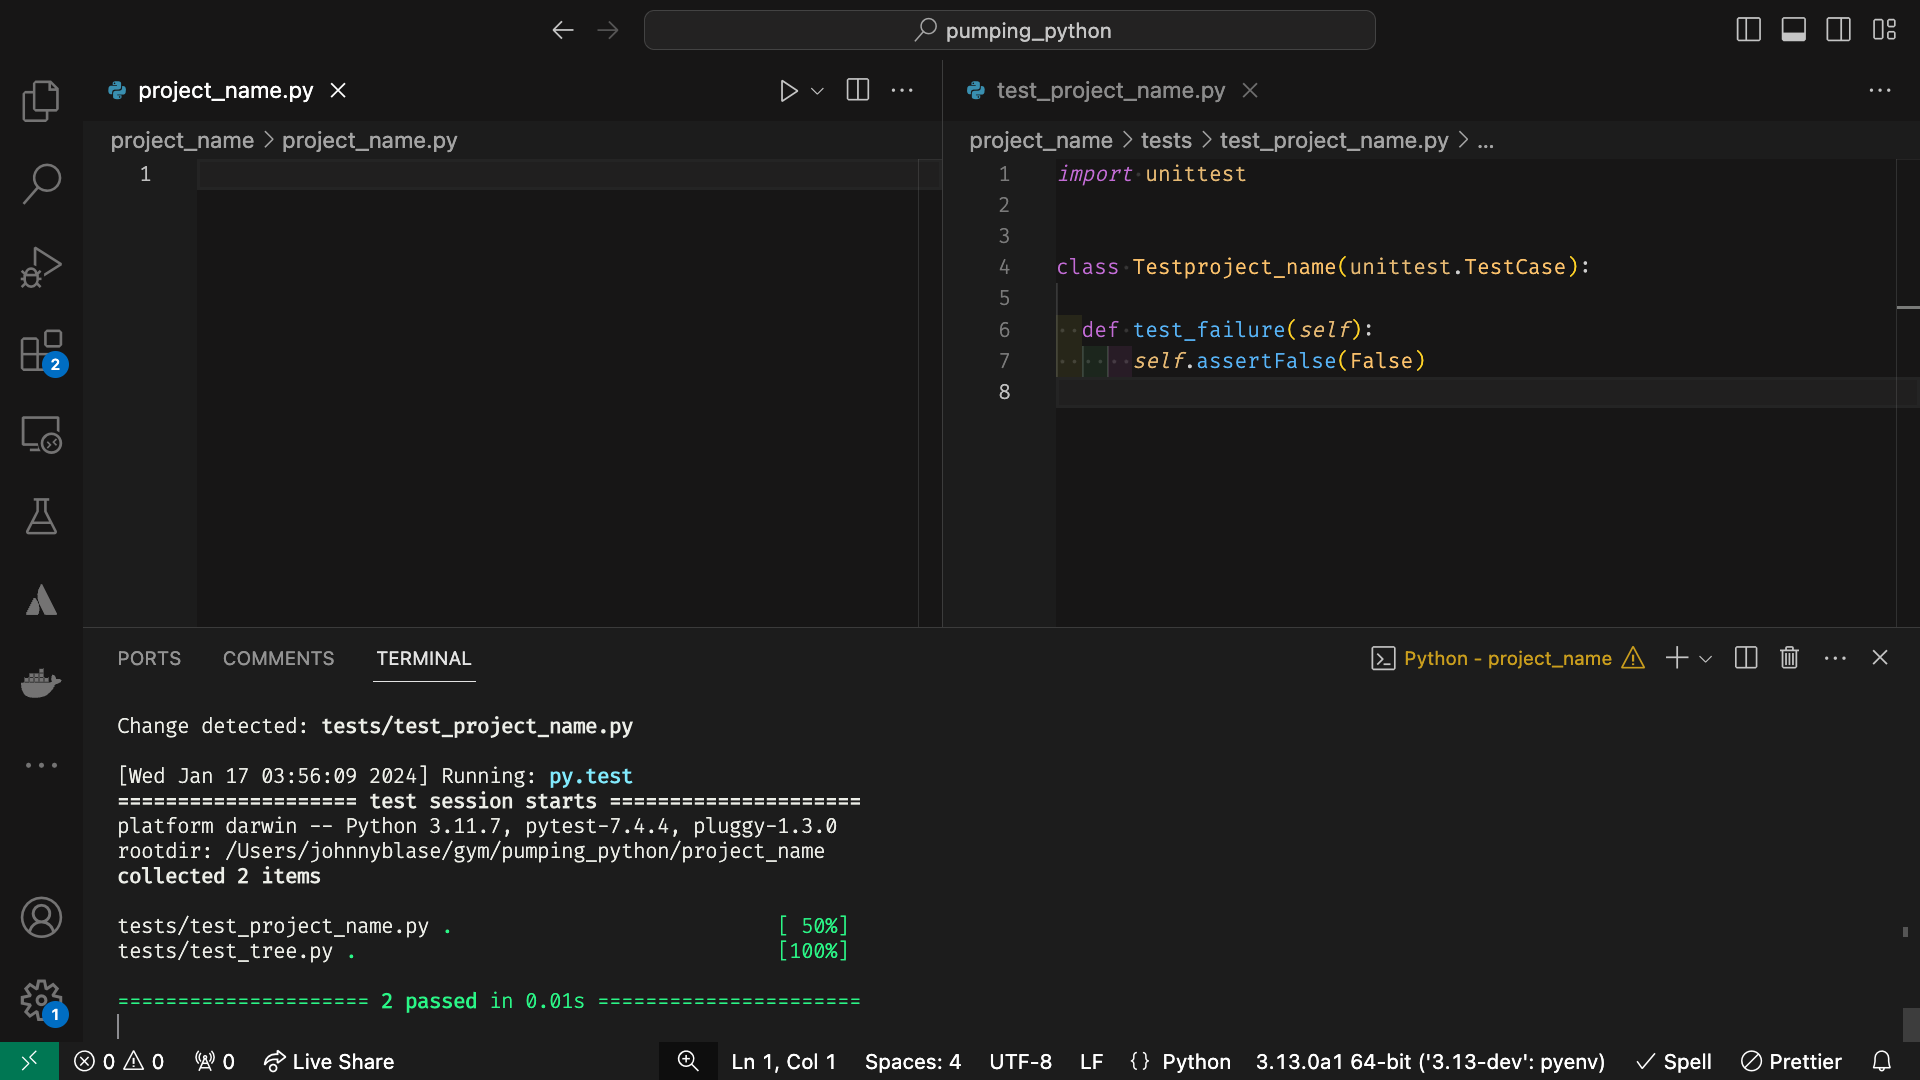 pumping_python
project_name.py
project_name > project_name.py
1
test_project_name.py
project_name > tests > test_project_name.py > ...
1 import unittest
2
3
4 class Testproject_name(unittest.TestCase):
5
6 def test_failure(self):
7 self.assertFalse(False)
8
2
1
PORTS COMMENTS TERMINAL
Python - project_name
Change detected: tests/test_project_name.py
[Wed Jan 17 03:56:09 2024] Running: py.test
==================== test session starts =====================
platform darwin -- Python 3.11.7, pytest-7.4.4, pluggy-1.3.0
rootdir: /Users/johnnyblase/gym/pumping_python/project_name
collected 2 items
tests/test_project_name.py . [ 50%]
tests/test_tree.py . [100%]
===================== 2 passed in 0.01s ======================
0 0 0 Live Share Ln 1, Col 1 Spaces: 4 UTF-8 LF {} Python 3.13.0a1 64-bit ('3.13-dev': pyenv) Spell Prettier